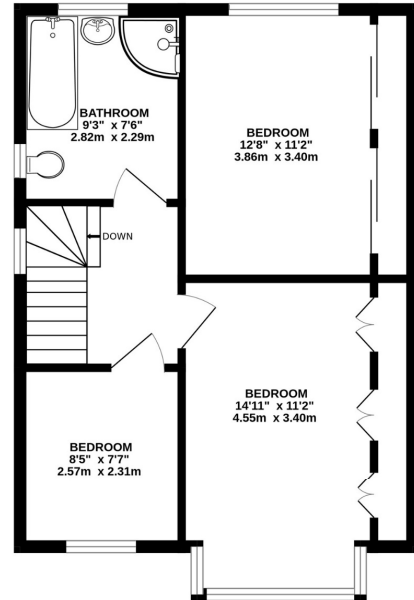 BATHROOM
9'3" x 7'6"
2.82m x 2.29m
BEDROOM
12'8" x 11'2"
3.86m x 3.40m
DOWN
BEDROOM
14'11" x 11'2"
4.55m x 3.40m
BEDROOM
8'5" x 7'7"
2.57m x 2.31m